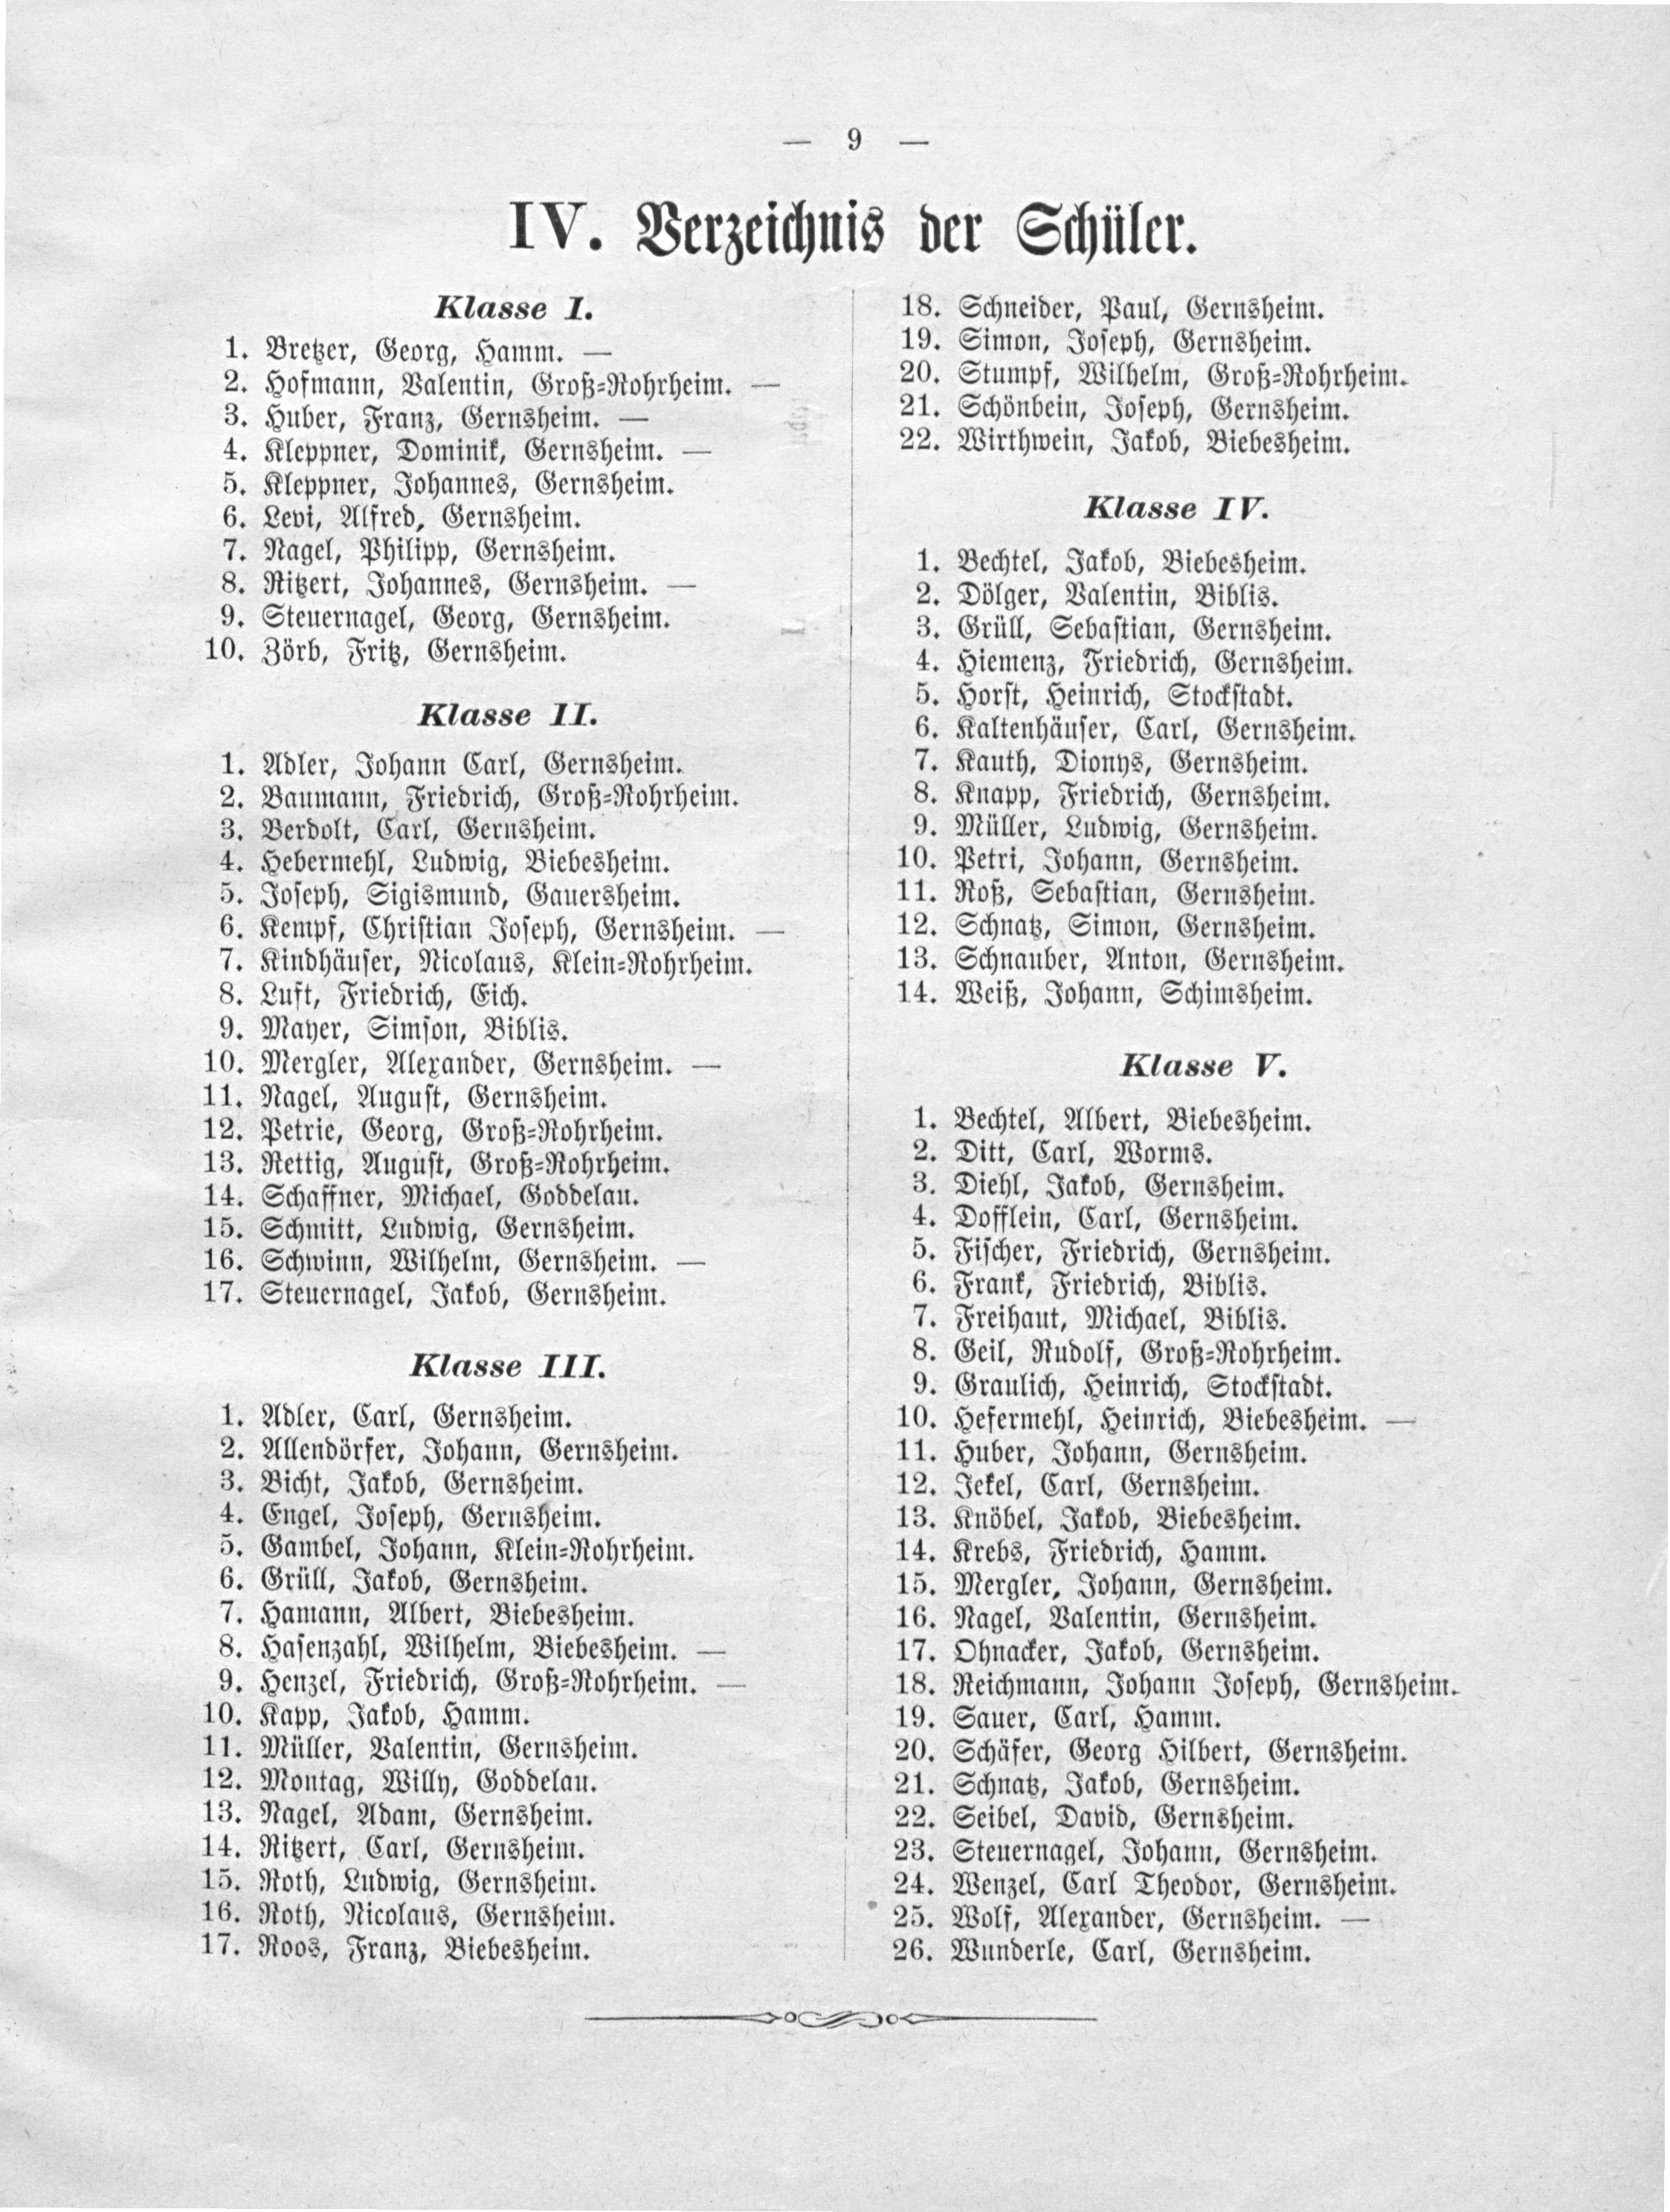 — 9 —
IV. Verzeichnis der Schüler.
Klasse I.
1. Bretzer, Georg, Hamm. —
2. Hofmann, Valentin, Groß-Rohrheim. —
3. Huber, Franz, Gernsheim. —
4. Kleppner, Dominik, Gernsheim. —
5. Kleppner, Johannes, Gernsheim.
6. Levi, Alfred, Gernsheim.
7. Nagel, Philipp, Gernsheim.
8. Ritzert, Johannes, Gernsheim. —
9. Steuernagel, Georg, Gernsheim.
10. Zörb, Fritz, Gernsheim.
Klasse II.
1. Adler, Johann Carl, Gernsheim.
2. Baumann, Friedrich, Groß-Rohrheim.
3. Berdolt, Carl, Gernsheim.
4. Hebermehl, Ludwig, Biebesheim.
5. Joseph, Sigismund, Gauersheim.
6. Kempf, Christian Joseph, Gernsheim. —
7. Kindhäuser, Nicolaus, Klein-Rohrheim.
8. Luft, Friedrich, Eich.
9. Mayer, Simson, Biblis.
10. Mergler, Alexander, Gernsheim. —
11. Nagel, August, Gernsheim.
12. Petrie, Georg, Groß-Rohrheim.
13. Rettig, August, Groß-Rohrheim.
14. Schaffner, Michael, Goddelau.
15. Schmitt, Ludwig, Gernsheim.
16. Schwinn, Wilhelm, Gernsheim. —
17. Steuernagel, Jakob, Gernsheim.
Klasse III.
1. Adler, Carl, Gernsheim.
2. Allendörfer, Johann, Gernsheim.
3. Bicht, Jakob, Gernsheim.
4. Engel, Joseph, Gernsheim.
5. Gambel, Johann, Klein-Rohrheim.
6. Grüll, Jakob, Gernsheim.
7. Hamann, Albert, Biebesheim.
8. Hasenzahl, Wilhelm, Biebesheim. —
9. Henzel, Friedrich, Groß-Rohrheim. —
10. Kapp, Jakob, Hamm.
11. Müller, Valentin, Gernsheim.
12. Montag, Willy, Goddelau.
13. Nagel, Adam, Gernsheim.
14. Ritzert, Carl, Gernsheim.
15. Roth, Ludwig, Gernsheim.
16. Roth, Nicolaus, Gernsheim.
17. Roos, Franz, Biebesheim.
18. Schneider, Paul, Gernsheim.
19. Simon, Joseph, Gernsheim.
20. Stumpf, Wilhelm, Groß-Rohrheim.
21. Schönbein, Joseph, Gernsheim.
22. Wirthwein, Jakob, Biebesheim.
Klasse IV.
1. Bechtel, Jakob, Biebesheim.
2. Dölger, Valentin, Biblis.
3. Grüll, Sebastian, Gernsheim.
4. Hiemenz, Friedrich, Gernsheim.
5. Horst, Heinrich, Stockstadt.
6. Kaltenhäuser, Carl, Gernsheim.
7. Kauth, Dionys, Gernsheim.
8. Knapp, Friedrich, Gernsheim.
9. Müller, Ludwig, Gernsheim.
10. Petri, Johann, Gernsheim.
11. Roß, Sebastian, Gernsheim.
12. Schnatz, Simon, Gernsheim.
13. Schnauber, Anton, Gernsheim.
14. Weiß, Johann, Schimsheim.
Klasse V.
1. Bechtel, Albert, Biebesheim.
2. Ditt, Carl, Worms.
3. Diehl, Jakob, Gernsheim.
4. Dofflein, Carl, Gernsheim.
5. Fischer, Friedrich, Gernsheim.
6. Frank, Friedrich, Biblis.
7. Freihaut, Michael, Biblis.
8. Geil, Rudolf, Groß-Rohrheim.
9. Graulich, Heinrich, Stockstadt.
10. Hefermehl, Heinrich, Biebesheim. —
11. Huber, Johann, Gernsheim.
12. Jekel, Carl, Gernsheim.
13. Knöbel, Jakob, Biebesheim.
14. Krebs, Friedrich, Hamm.
15. Mergler, Johann, Gernsheim.
16. Nagel, Valentin, Gernsheim.
17. Ohnacker, Jakob, Gernsheim.
18. Reichmann, Johann Joseph, Gernsheim.
19. Sauer, Carl, Hamm.
20. Schäfer, Georg Hilbert, Gernsheim.
21. Schnatz, Jakob, Gernsheim.
22. Seibel, David, Gernsheim.
23. Steuernagel, Johann, Gernsheim.
24. Wenzel, Carl Theodor, Gernsheim.
25. Wolf, Alexander, Gernsheim. —
26. Wunderle, Carl, Gernsheim.